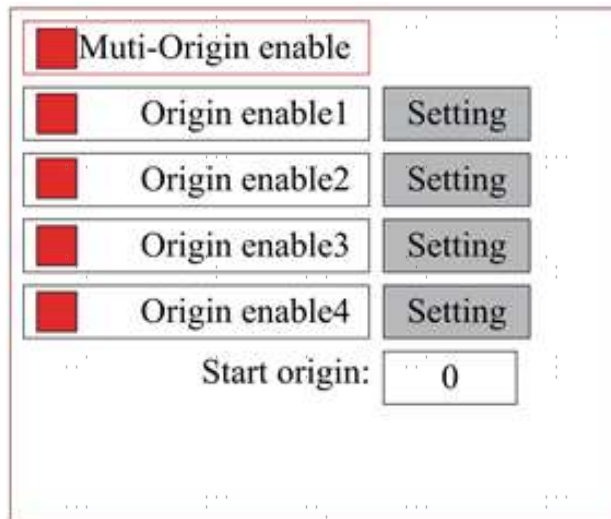 Muti-Origin enable
Origin enable1 Setting
Origin enable2 Setting
Origin enable3 Setting
Origin enable4 Setting
Start origin: 0